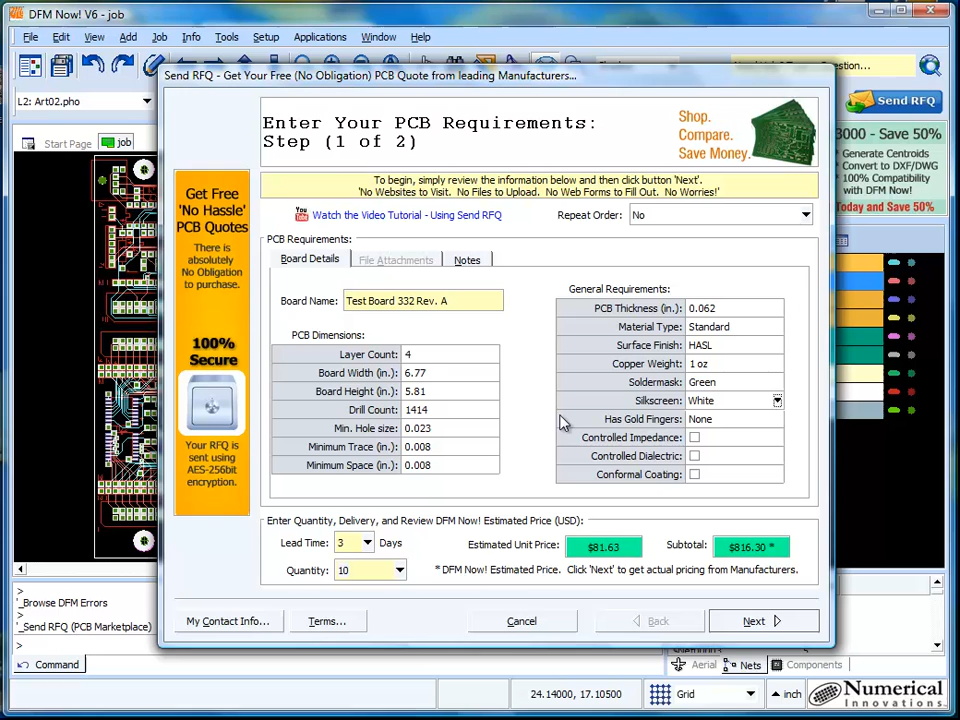 DFM Now! V6 - job
File Edit View Add Job Info Tools Setup Applications Window Help
L2: Art02.pho
Send RFQ
Start Page job
3000 - Save 50%
Generate Centroids
* Convert to DXF/DWG
* 100% Compatibility
with DFM Now!
Today and Save 50%
Send RFQ - Get Your Free (No Obligation) PCB Quote from leading Manufacturers...
Enter Your PCB Requirements:
Step (1 of 2)
Shop.
Compare.
Save Money.
To begin, simply review the information below and then click button 'Next'.
'No Websites to Visit. No Files to Upload. No Web Forms to Fill Out. No Worries!'
Get Free
'No Hassle'
PCB Quotes
There is
absolutely
No Obligation
to purchase.
100%
Secure
Your RFQ is
sent using
AES-256bit
encryption.
You Tube Watch the Video Tutorial - Using Send RFQ
Repeat Order: No
PCB Requirements:
Board Details File Attachments Notes
Board Name: Test Board 332 Rev. A
PCB Dimensions:
Layer Count: 4
Board Width (in.): 6.77
Board Height (in.): 5.81
Drill Count: 1414
Min. Hole size: 0.023
Minimum Trace (in.): 0.008
Minimum Space (in.): 0.008
General Requirements:
PCB Thickness (in.): 0.062
Material Type: Standard
Surface Finish: HASL
Copper Weight: 1 oz
Soldermask: Green
Silkscreen: White
Has Gold Fingers: None
Controlled Impedance:
Controlled Dielectric:
Conformal Coating:
Enter Quantity, Delivery, and Review DFM Now! Estimated Price (USD):
Lead Time: 3 Days
Estimated Unit Price: $81.63 Subtotal: $816.30 *
Quantity: 10
* DFM Now! Estimated Price. Click 'Next' to get actual pricing from Manufacturers.
My Contact Info... Terms... Cancel Back Next
>
'_Browse DFM Errors
>
'_Send RFQ (PCB Marketplace)
>
Command
Aerial Nets Components
24.14000, 17.10500
Grid
inch
Numerical
Innovations